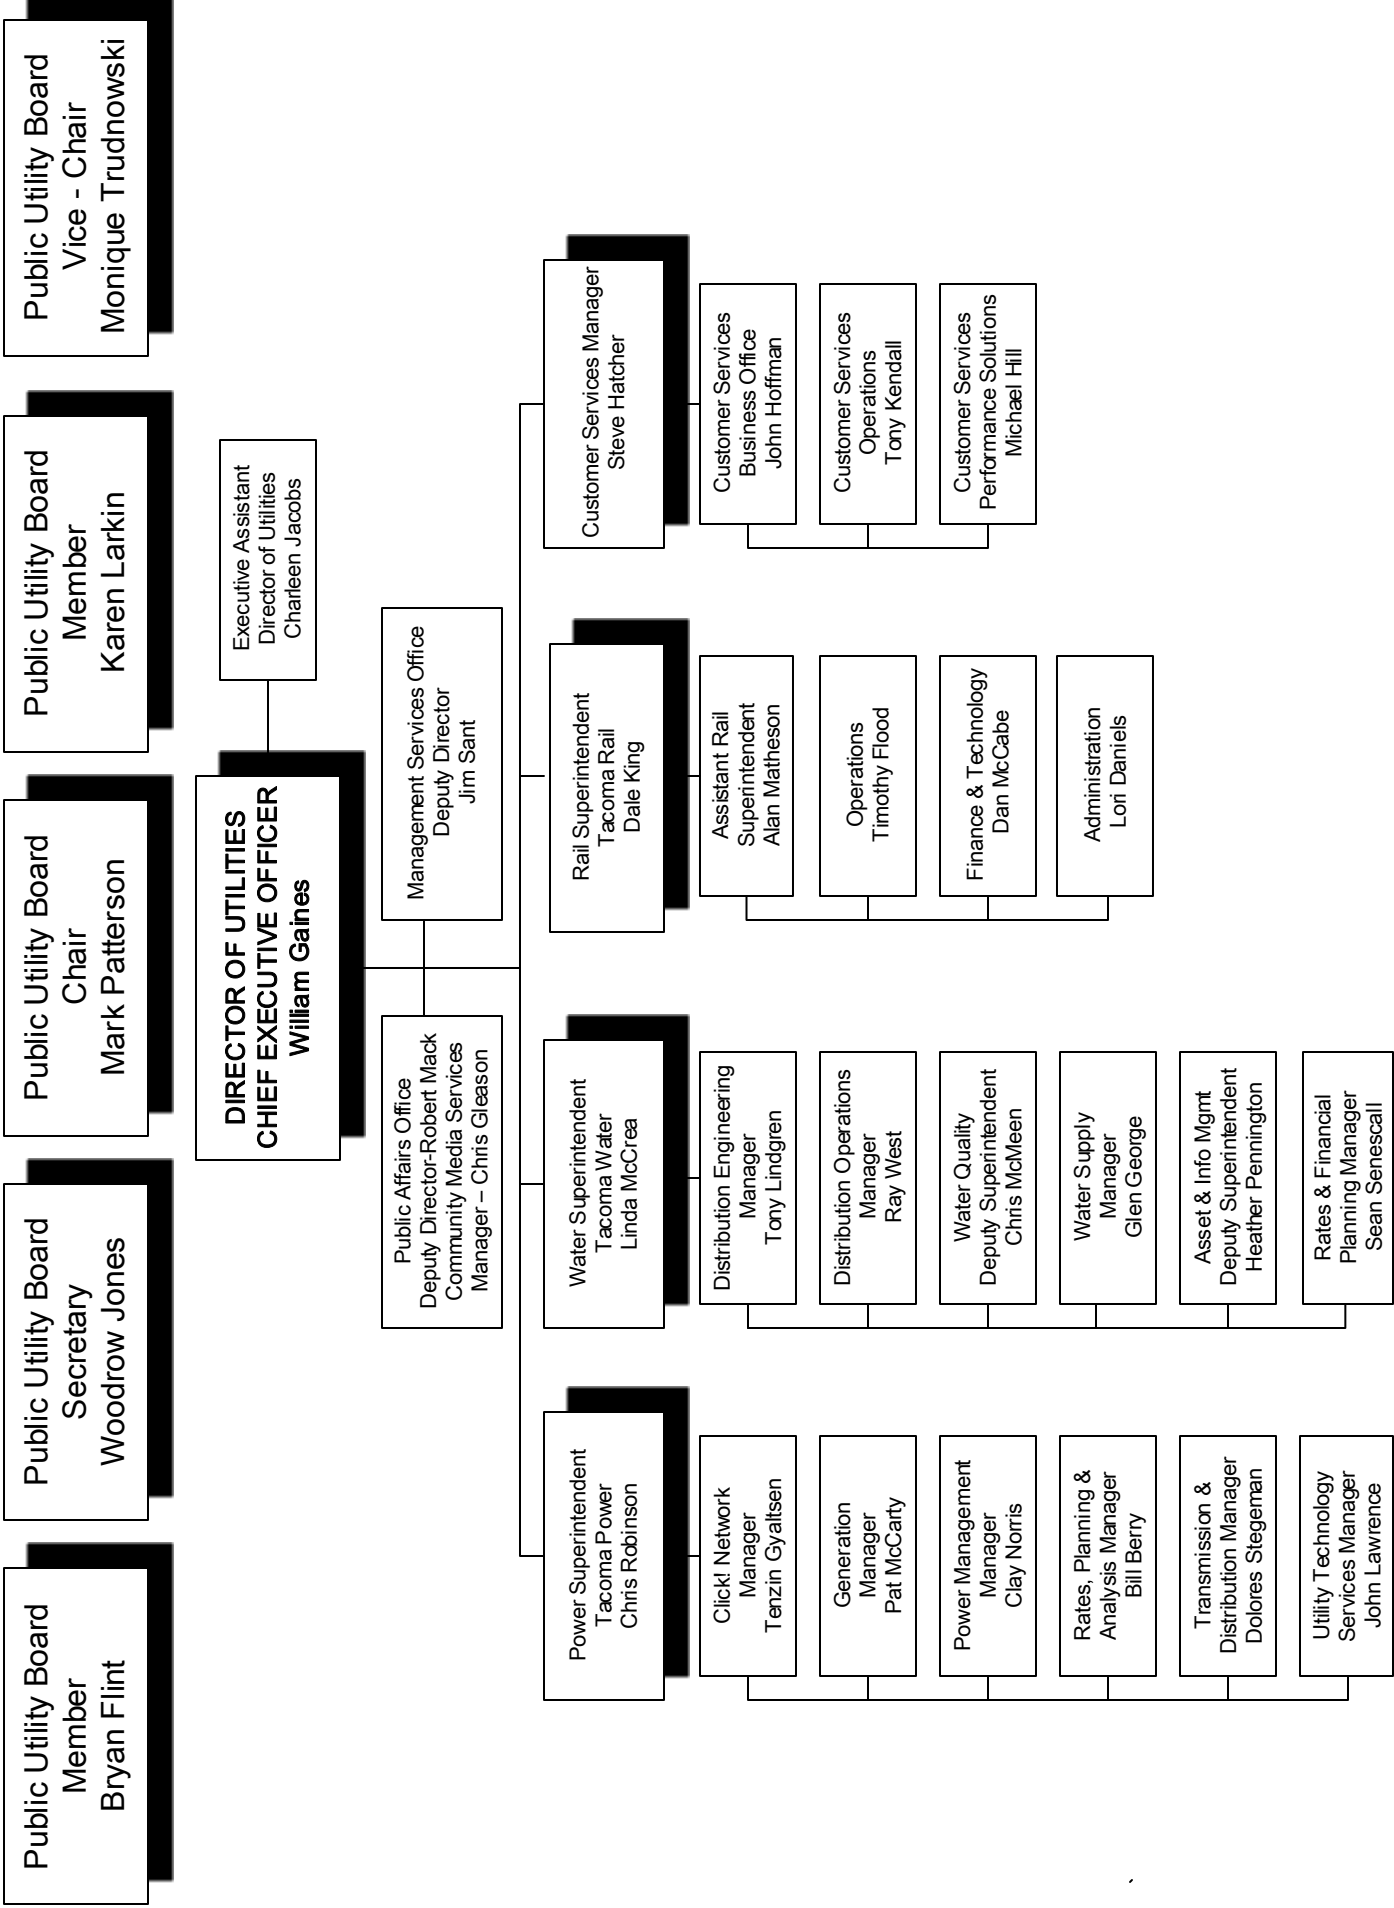 Public Utility Board
Member
Bryan Flint
Public Utility Board
Secretary
Woodrow Jones
Public Utility Board
Chair
Mark Patterson
Public Utility Board
Member
Karen Larkin
Public Utility Board
Vice - Chair
Monique Trudnowski
DIRECTOR OF UTILITIES
CHIEF EXECUTIVE OFFICER
William Gaines
Executive Assistant
Director of Utilities
Charleen Jacobs
Public Affairs Office
Deputy Director-Robert Mack
Community Media Services
Manager – Chris Gleason
Management Services Office
Deputy Director
Jim Sant
Power Superintendent
Tacoma Power
Chris Robinson
Click! Network
Manager
Tenzin Gyaltsen
Generation
Manager
Pat McCarty
Power Management
Manager
Clay Norris
Rates, Planning &
Analysis Manager
Bill Berry
Transmission &
Distribution Manager
Dolores Stegeman
Utility Technology
Services Manager
John Lawrence
Water Superintendent
Tacoma Water
Linda McCrea
Distribution Engineering
Manager
Tony Lindgren
Distribution Operations
Manager
Ray West
Water Quality
Deputy Superintendent
Chris McMeen
Water Supply
Manager
Glen George
Asset & Info Mgmt
Deputy Superintendent
Heather Pennington
Rates & Financial
Planning Manager
Sean Senescall
Rail Superintendent
Tacoma Rail
Dale King
Assistant Rail
Superintendent
Alan Matheson
Operations
Timothy Flood
Finance & Technology
Dan McCabe
Administration
Lori Daniels
Customer Services Manager
Steve Hatcher
Customer Services
Business Office
John Hoffman
Customer Services
Operations
Tony Kendall
Customer Services
Performance Solutions
Michael Hill